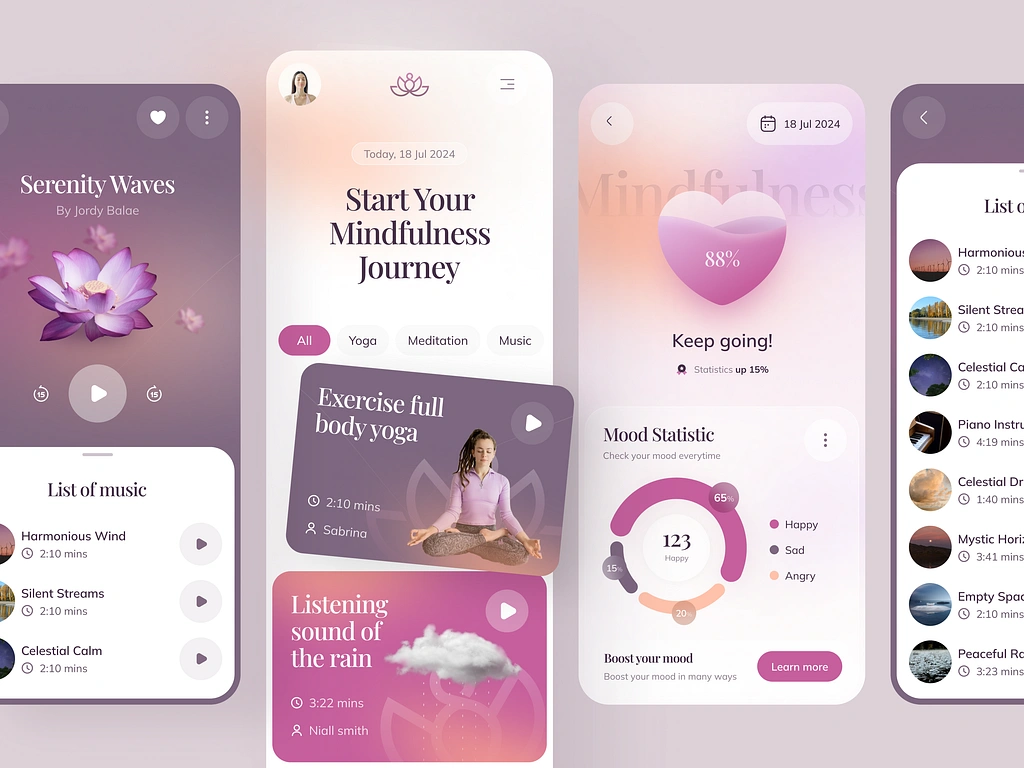 Serenity Waves
By Jordy Balae
15
15
List of music
Harmonious Wind
2:10 mins
Silent Streams
2:10 mins
Celestial Calm
2:10 mins
Today, 18 Jul 2024
Start Your
Mindfulness
Journey
All
Yoga
Meditation
Music
Exercise full
body yoga
2:10 mins
Sabrina
Listening
sound of
the rain
3:22 mins
Niall smith
18 Jul 2024
Mindfulness
88%
Keep going!
Statistics up 15%
Mood Statistic
Check your mood everytime
65%
15%
20%
123
Happy
Happy
Sad
Angry
Boost your mood
Boost your mood in many ways
Learn more
List o
Harmonious
2:10 mins
Silent Strea
2:10 mins
Celestial Ca
2:10 mins
Piano Instru
4:19 mins
Celestial Dr
1:40 mins
Mystic Horiz
3:41 mins
Empty Spac
2:10 mins
Peaceful Ra
3:23 mins